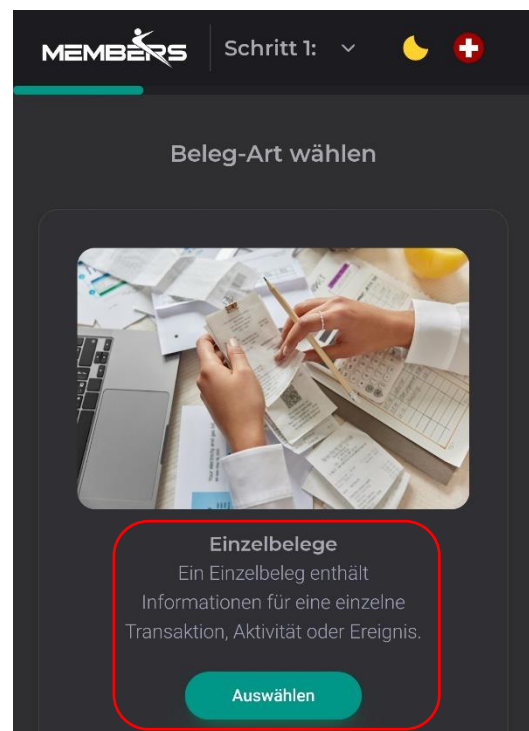 MEMBERS
Schritt 1:
Beleg-Art wählen
Einzelbelege
Ein Einzelbeleg enthält
Informationen für eine einzelne
Transaktion, Aktivität oder Ereignis.
Auswählen